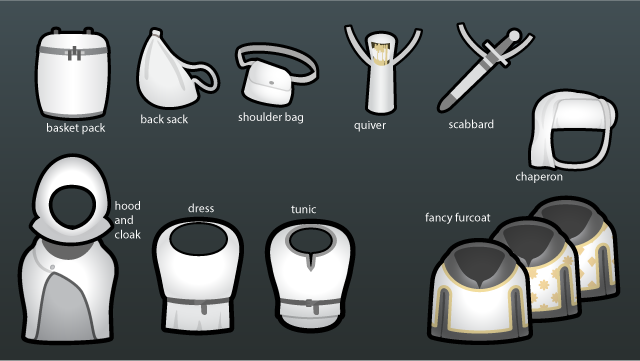 basket pack
back sack
shoulder bag
quiver
scabbard
chaperon
hood
and
cloak
dress
tunic
fancy furcoat